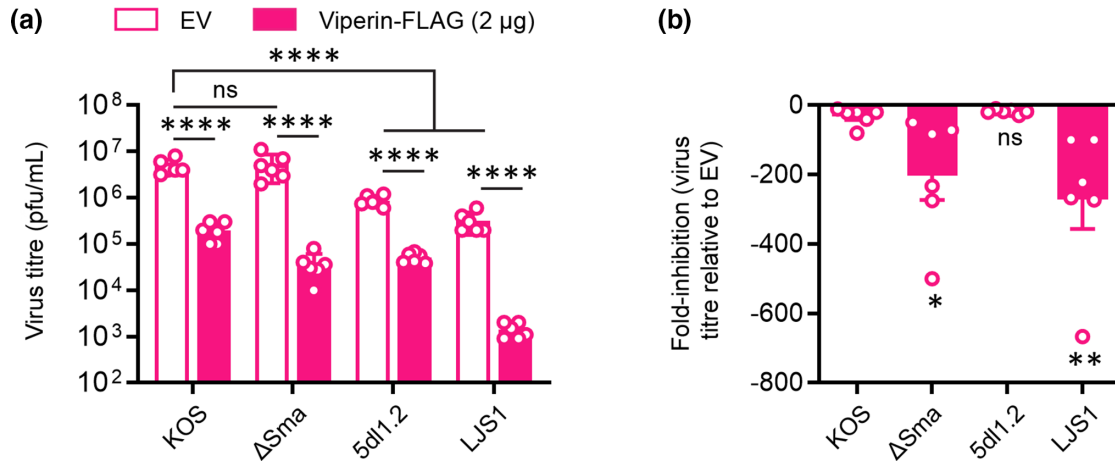 (a)
EV Viperin-FLAG (2 µg)
****
ns
**** **** **** ****
Virus titre (pfu/mL)
10⁸
10⁷
10⁶
10⁵
10⁴
10³
10²
KOS ΔSma 5dl1.2 LJS1
(b)
Fold-inhibition (virus
titre relative to EV)
0
-200
-400
-600
-800
* ns **
KOS ΔSma 5dl1.2 LJS1